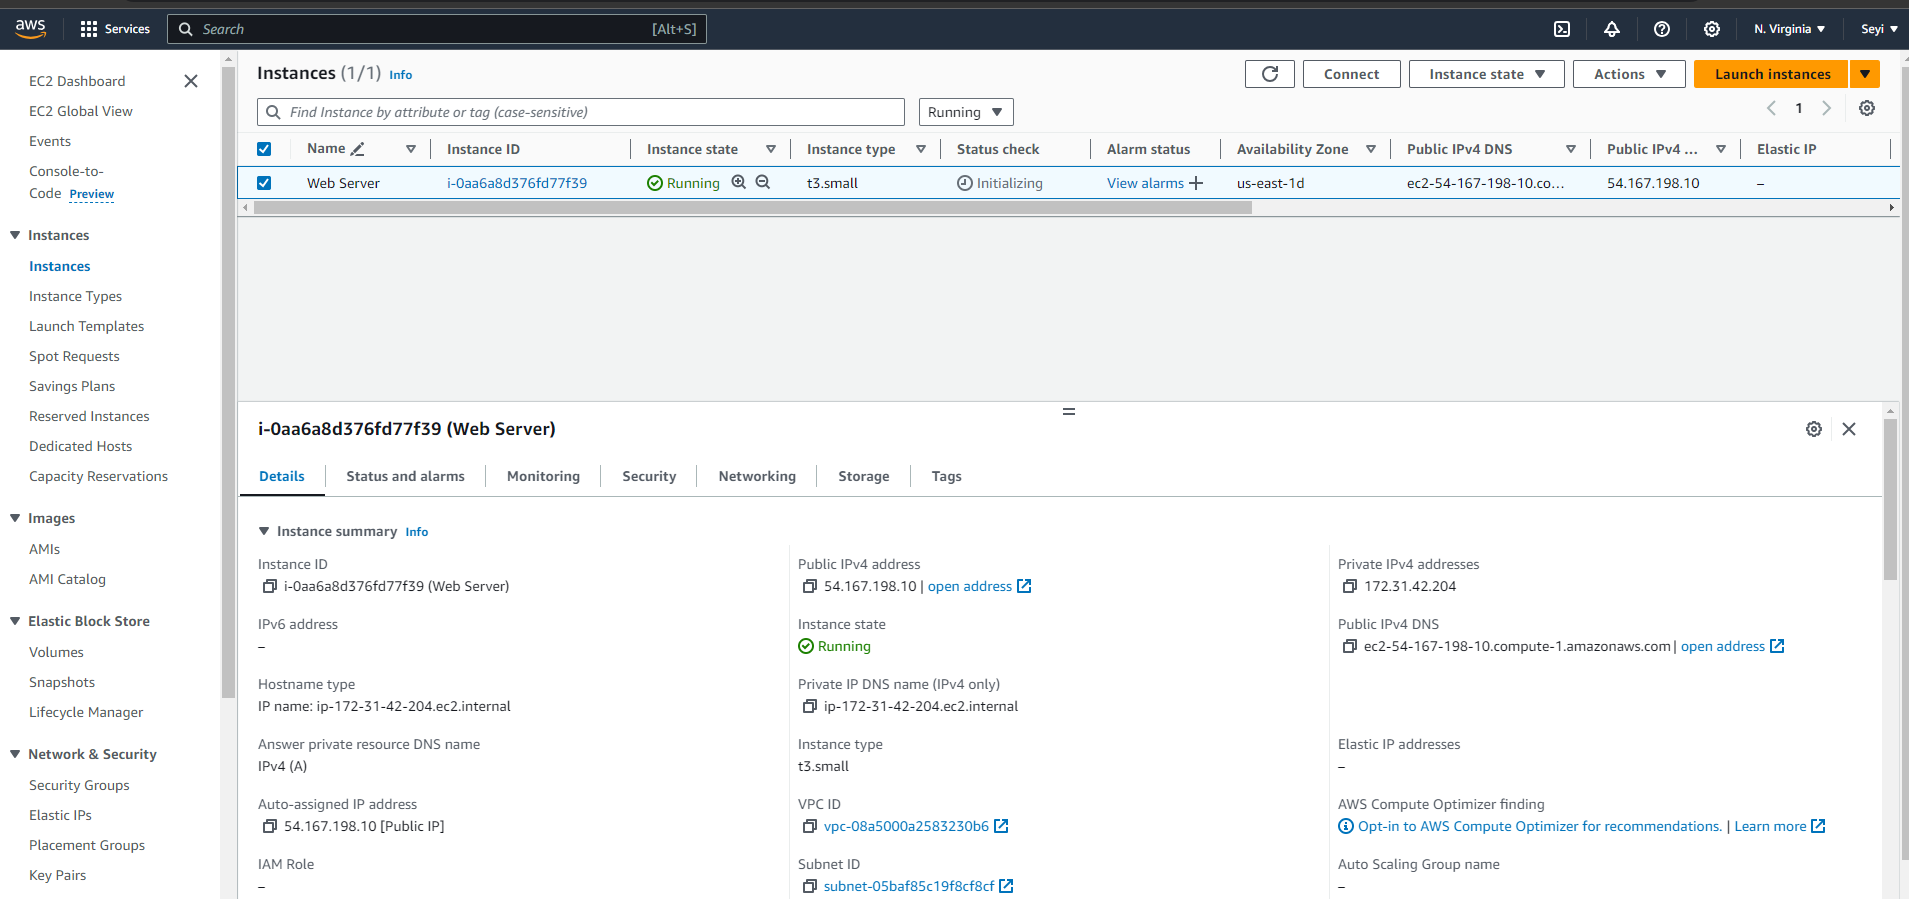 aws Services Search [Alt+S] N. Virginia Seyi
EC2 Dashboard
EC2 Global View
Events
Console-to-
Code Preview
Instances
Instances
Instance Types
Launch Templates
Spot Requests
Savings Plans
Reserved Instances
Dedicated Hosts
Capacity Reservations
Images
AMIs
AMI Catalog
Elastic Block Store
Volumes
Snapshots
Lifecycle Manager
Network & Security
Security Groups
Elastic IPs
Placement Groups
Key Pairs
Instances (1/1) Info Connect Instance state Actions Launch instances
Find Instance by attribute or tag (case-sensitive) Running 1
Name Instance ID Instance state Instance type Status check Alarm status Availability Zone Public IPv4 DNS Public IPv4 ... Elastic IP
Web Server i-0aa6a8d376fd77f39 Running t3.small Initializing View alarms us-east-1d ec2-54-167-198-10.co... 54.167.198.10 –
i-0aa6a8d376fd77f39 (Web Server)
Details Status and alarms Monitoring Security Networking Storage Tags
Instance summary Info
Instance ID
i-0aa6a8d376fd77f39 (Web Server)
Public IPv4 address
54.167.198.10 | open address
Private IPv4 addresses
172.31.42.204
IPv6 address
–
Instance state
Running
Public IPv4 DNS
ec2-54-167-198-10.compute-1.amazonaws.com | open address
Hostname type
IP name: ip-172-31-42-204.ec2.internal
Private IP DNS name (IPv4 only)
ip-172-31-42-204.ec2.internal
Answer private resource DNS name
IPv4 (A)
Instance type
t3.small
Elastic IP addresses
–
Auto-assigned IP address
54.167.198.10 [Public IP]
VPC ID
vpc-08a5000a2583230b6
AWS Compute Optimizer finding
Opt-in to AWS Compute Optimizer for recommendations. | Learn more
IAM Role
–
Subnet ID
subnet-05baf85c19f8cf8cf
Auto Scaling Group name
–